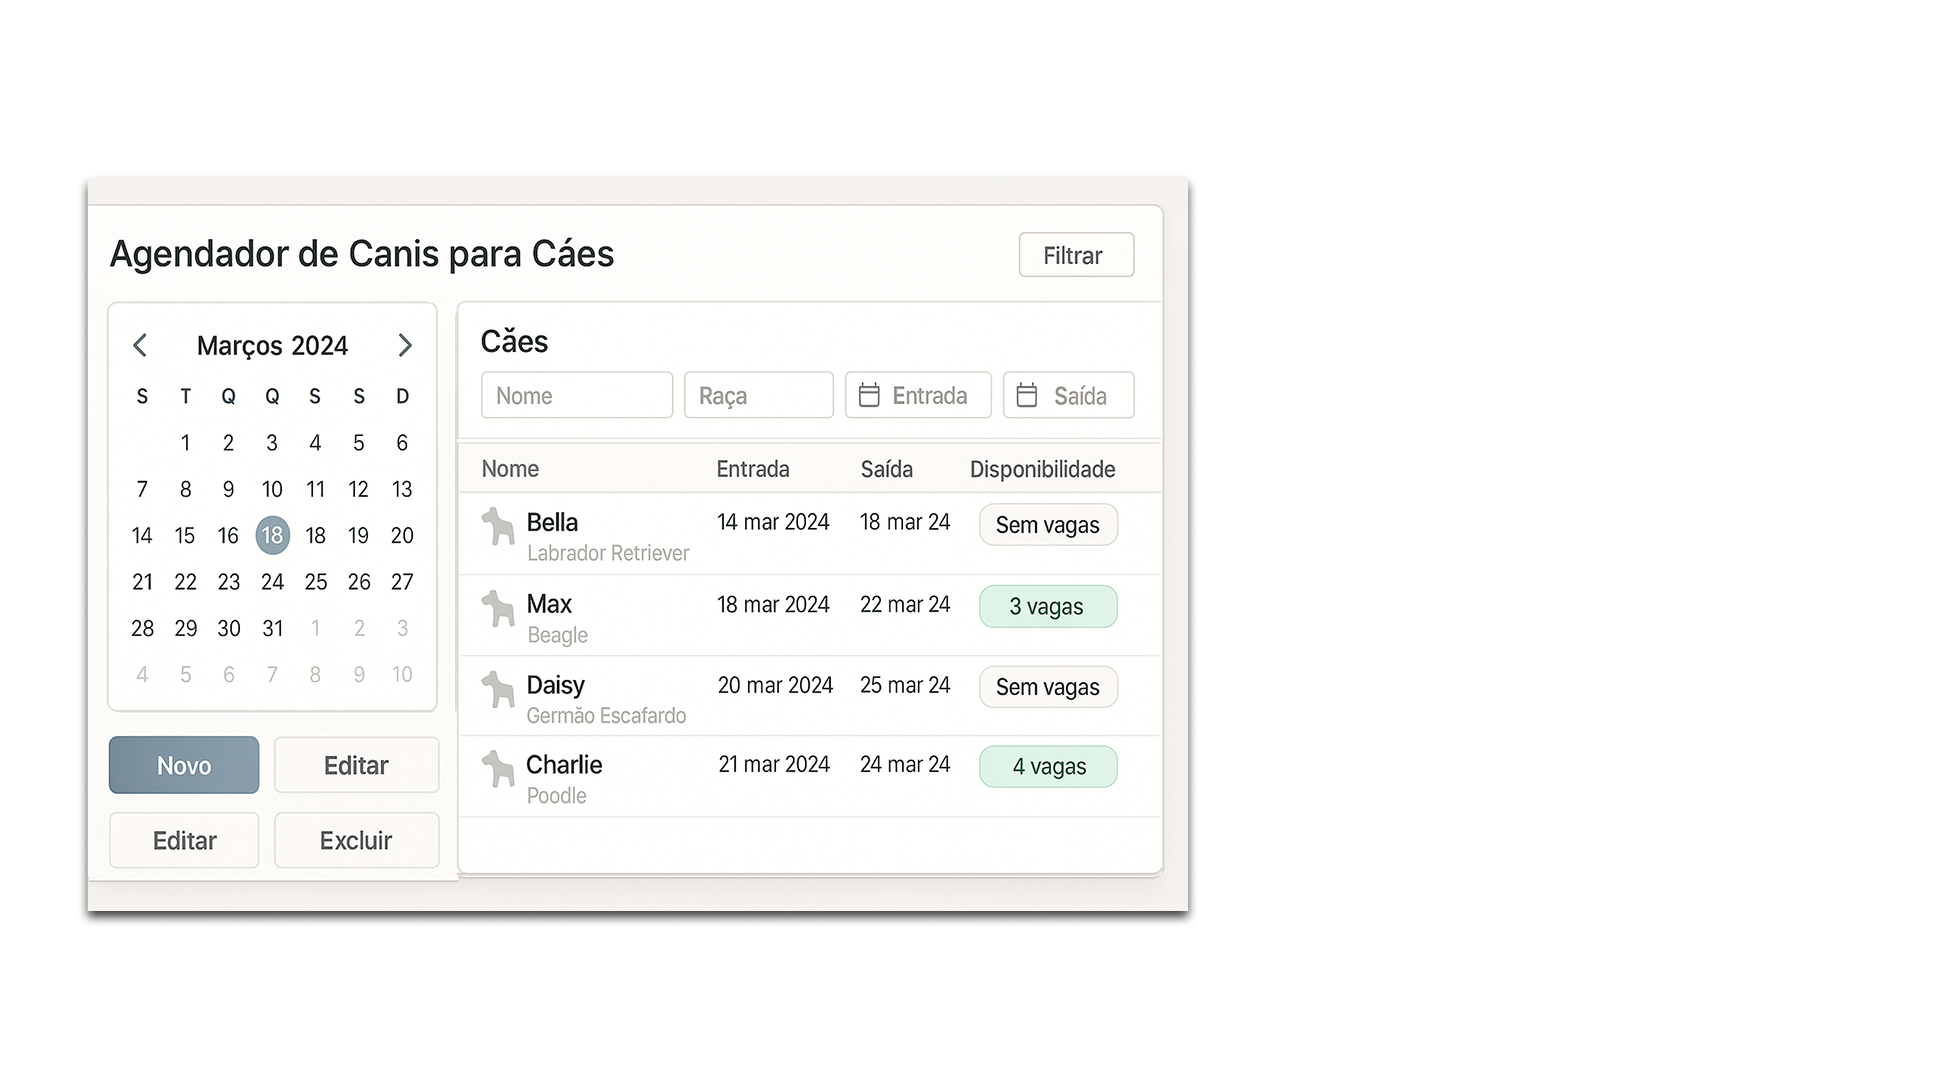 Agendador de Canis para Cáes
Filtrar
Marços 2024
S T Q Q S S D
1 2 3 4 5 6
7 8 9 10 11 12 13
14 15 16 18 18 19 20
21 22 23 24 25 26 27
28 29 30 31 1 2 3
4 5 6 7 8 9 10
Novo Editar
Editar Excluir
Cǎes
Nome Raça Entrada Saída
Nome Entrada Saída Disponibilidade
Bella 14 mar 2024 18 mar 24 Sem vagas
Labrador Retriever
Max 18 mar 2024 22 mar 24 3 vagas
Beagle
Daisy 20 mar 2024 25 mar 24 Sem vagas
Germǎo Escafardo
Charlie 21 mar 2024 24 mar 24 4 vagas
Poodle